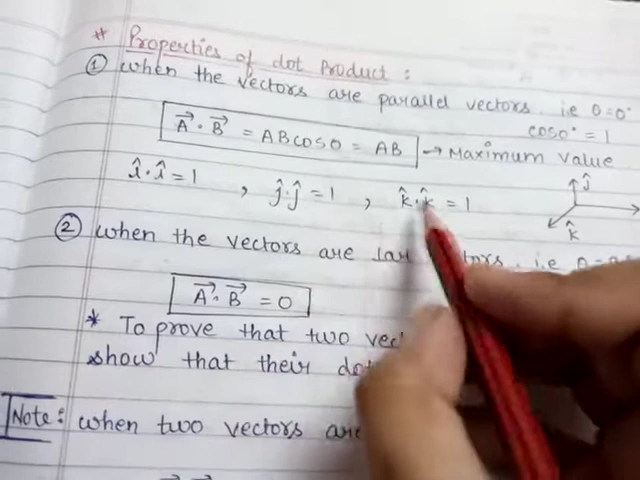 * Properties of dot Product :
① when the vectors are parallel vectors. i.e θ=0°
cos0° = 1
A⃗ · B⃗ = ABcos0 = AB → Maximum value
î·î = 1 , ĵ·ĵ = 1 , k̂·k̂ = 1
ĵ
k̂
② when the vectors are i.e
A⃗ · B⃗ = 0
* To prove that two
show that their
Note: when two vectors are